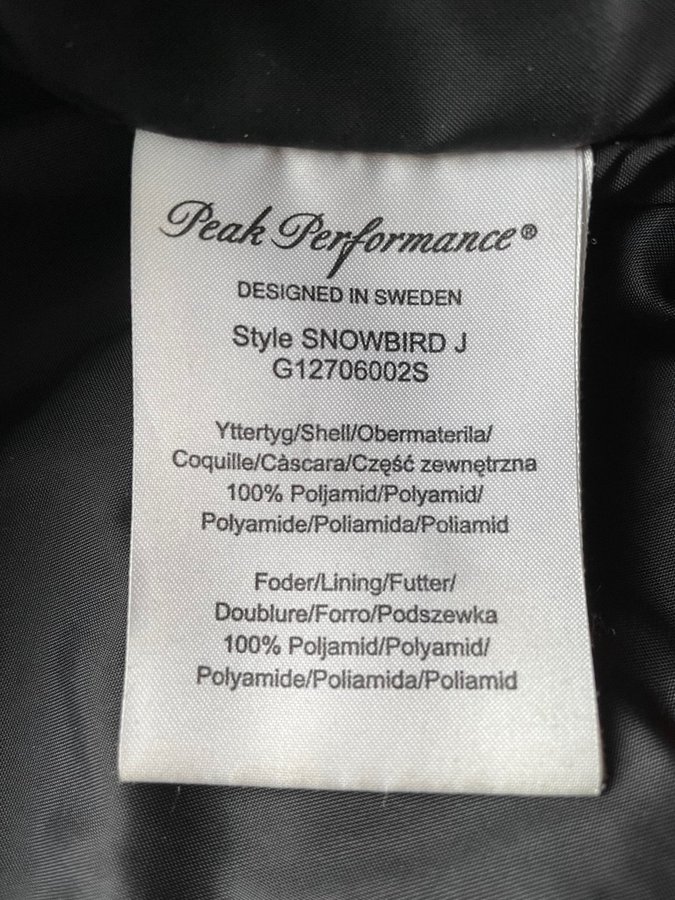 Peak Performance®
DESIGNED IN SWEDEN
Style SNOWBIRD J
G12706002S
Yttertyg/Shell/Obermaterila/
Coquille/Càscara/Część zewnętrzna
100% Poljamid/Polyamid/
Polyamide/Poliamida/Poliamid
Foder/Lining/Futter/
Doublure/Forro/Podszewka
100% Poljamid/Polyamid/
Polyamide/Poliamida/Poliamid